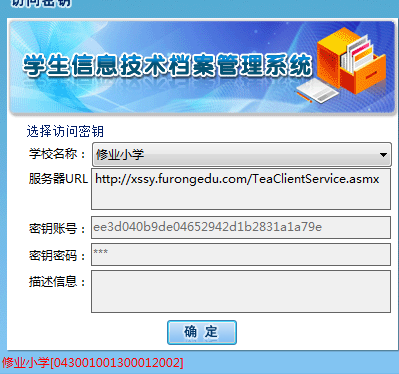 访问密钥
学生信息技术档案管理系统
选择访问密钥
学校名称： 修业小学
服务器URL http://xssy.furongedu.com/TeaClientService.asmx
密钥账号： ee3d040b9de04652942d1b2831a1a79e
密钥密码： ***
描述信息：
确 定
修业小学[043001001300012002]